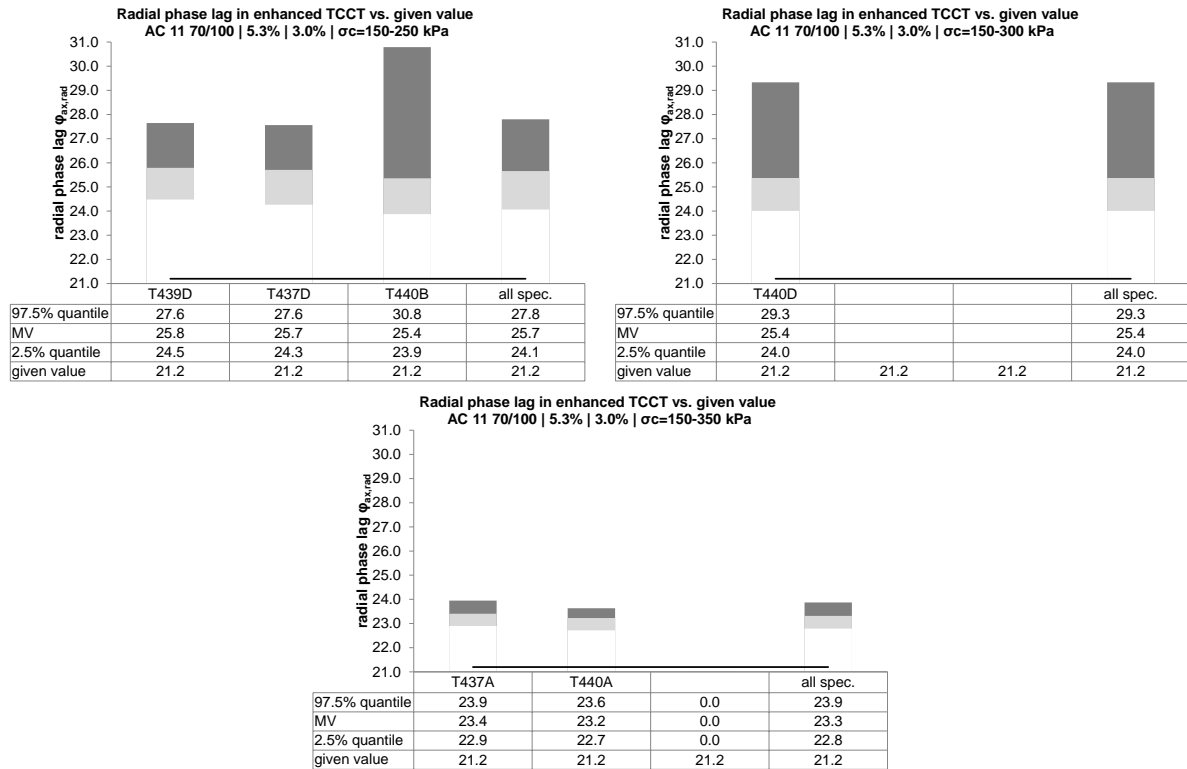 Radial phase lag in enhanced TCCT vs. given value
AC 11 70/100 | 5.3% | 3.0% | σc=150-250 kPa
31.0
30.0
29.0
28.0
27.0
26.0
25.0
24.0
23.0
22.0
21.0
radial phase lag φax,rad
T439D T437D T440B all spec.
97.5% quantile 27.6 27.6 30.8 27.8
MV 25.8 25.7 25.4 25.7
2.5% quantile 24.5 24.3 23.9 24.1
given value 21.2 21.2 21.2 21.2
Radial phase lag in enhanced TCCT vs. given value
AC 11 70/100 | 5.3% | 3.0% | σc=150-300 kPa
31.0
30.0
29.0
28.0
27.0
26.0
25.0
24.0
23.0
22.0
21.0
radial phase lag φax,rad
T440D all spec.
97.5% quantile 29.3 29.3
MV 25.4 25.4
2.5% quantile 24.0 24.0
given value 21.2 21.2 21.2 21.2
Radial phase lag in enhanced TCCT vs. given value
AC 11 70/100 | 5.3% | 3.0% | σc=150-350 kPa
31.0
30.0
29.0
28.0
27.0
26.0
25.0
24.0
23.0
22.0
21.0
radial phase lag φax,rad
T437A T440A all spec.
97.5% quantile 23.9 23.6 0.0 23.9
MV 23.4 23.2 0.0 23.3
2.5% quantile 22.9 22.7 0.0 22.8
given value 21.2 21.2 21.2 21.2